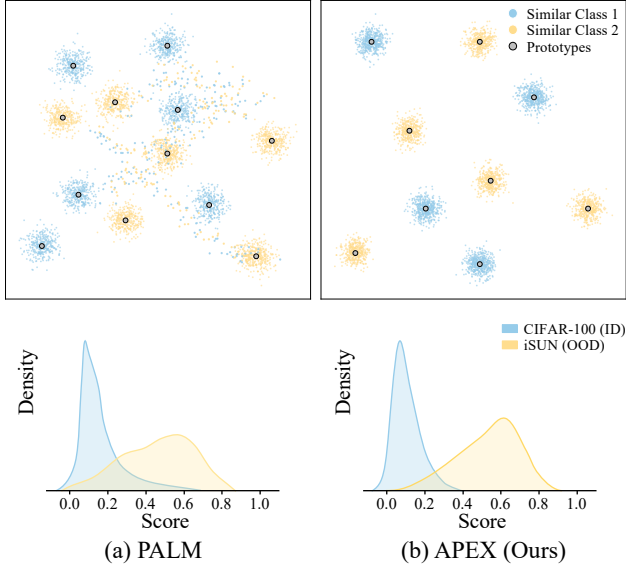 Similar Class 1
Similar Class 2
Prototypes
CIFAR-100 (ID)
iSUN (OOD)
Density
0.0 0.2 0.4 0.6 0.8 1.0
Score
(a) PALM
Density
0.0 0.2 0.4 0.6 0.8 1.0
Score
(b) APEX (Ours)